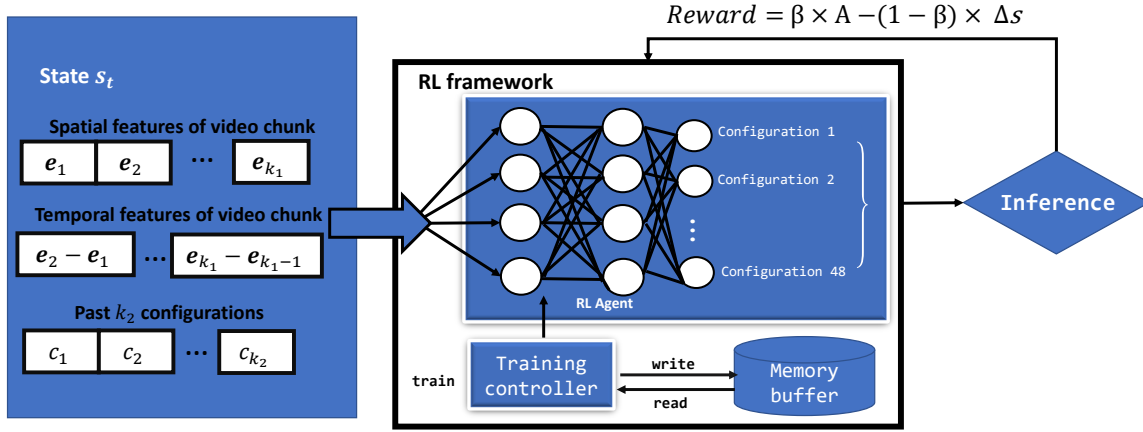 Reward = β × A −(1 − β) × Δs
State s_t
Spatial features of video chunk
e_1 e_2 ... e_{k_1}
Temporal features of video chunk
e_2 − e_1 ... e_{k_1} − e_{k_1−1}
Past k_2 configurations
c_1 c_2 ... c_{k_2}
RL framework
Configuration 1
Configuration 2
⋮
Configuration 48
RL Agent
train
Training
controller
write
read
Memory
buffer
Inference